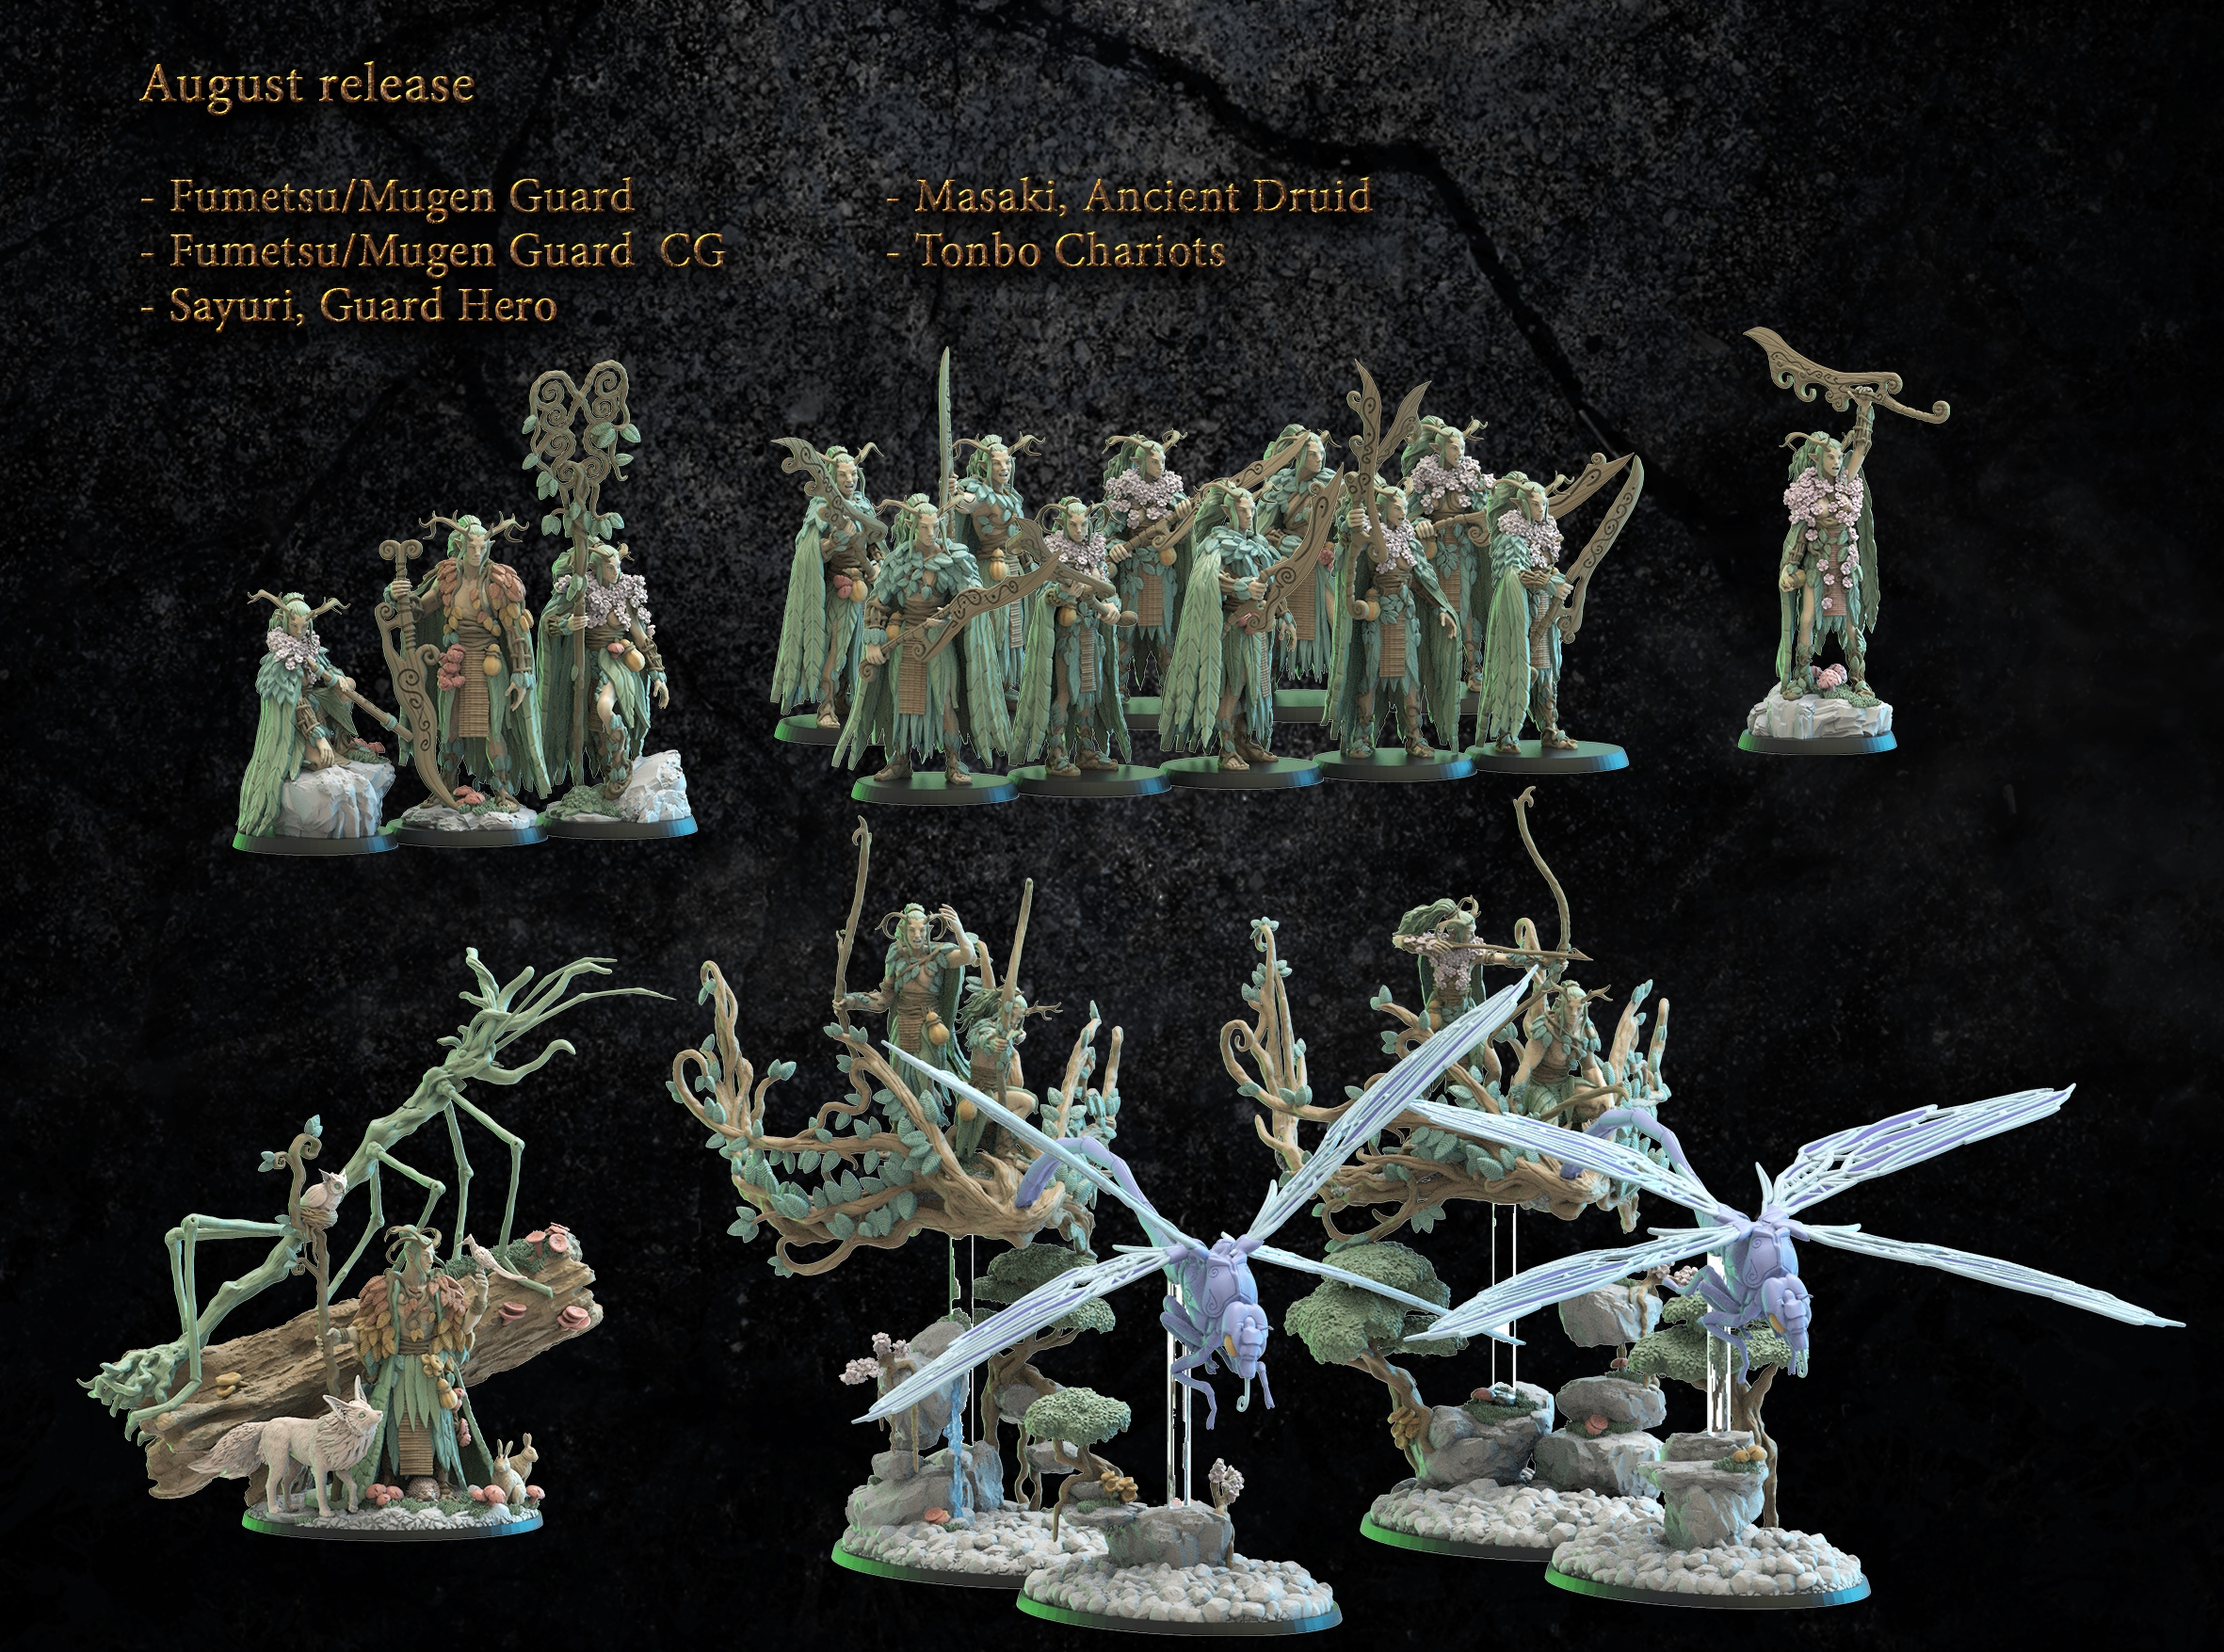 August release
- Fumetsu/Mugen Guard
- Fumetsu/Mugen Guard CG
- Sayuri, Guard Hero
- Masaki, Ancient Druid
- Tonbo Chariots